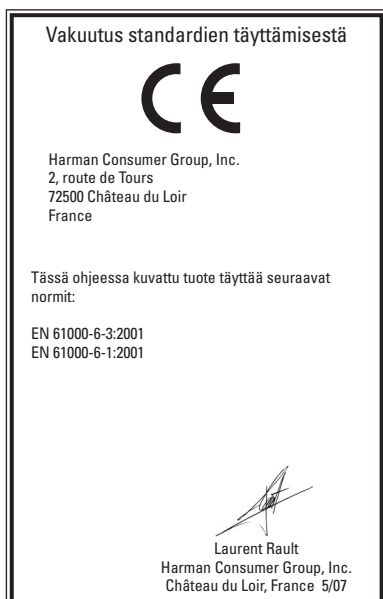 Vakuutus standardien täyttämisestä
CE
Harman Consumer Group, Inc.
2, route de Tours
72500 Château du Loir
France
Tässä ohjeessa kuvattu tuote täyttää seuraavat
normit:
EN 61000-6-3:2001
EN 61000-6-1:2001
Laurent Rault
Harman Consumer Group, Inc.
Château du Loir, France 5/07